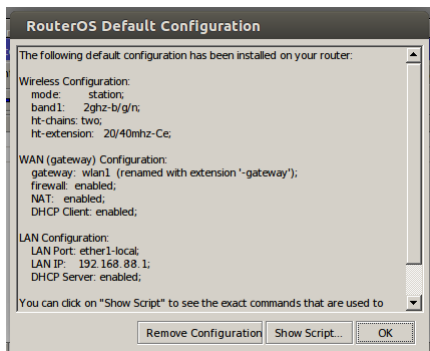 RouterOS Default Configuration
The following default configuration has been installed on your router:
Wireless Configuration:
mode: station;
band1: 2ghz-b/g/n;
ht-chains: two;
ht-extension: 20/40mhz-Ce;
WAN (gateway) Configuration:
gateway: wlan1 (renamed with extension '-gateway');
firewall: enabled;
NAT: enabled;
DHCP Client: enabled;
LAN Configuration:
LAN Port: ether1-local;
LAN IP: 192.168.88.1;
DHCP Server: enabled;
You can click on "Show Script" to see the exact commands that are used to
Remove Configuration Show Script... OK